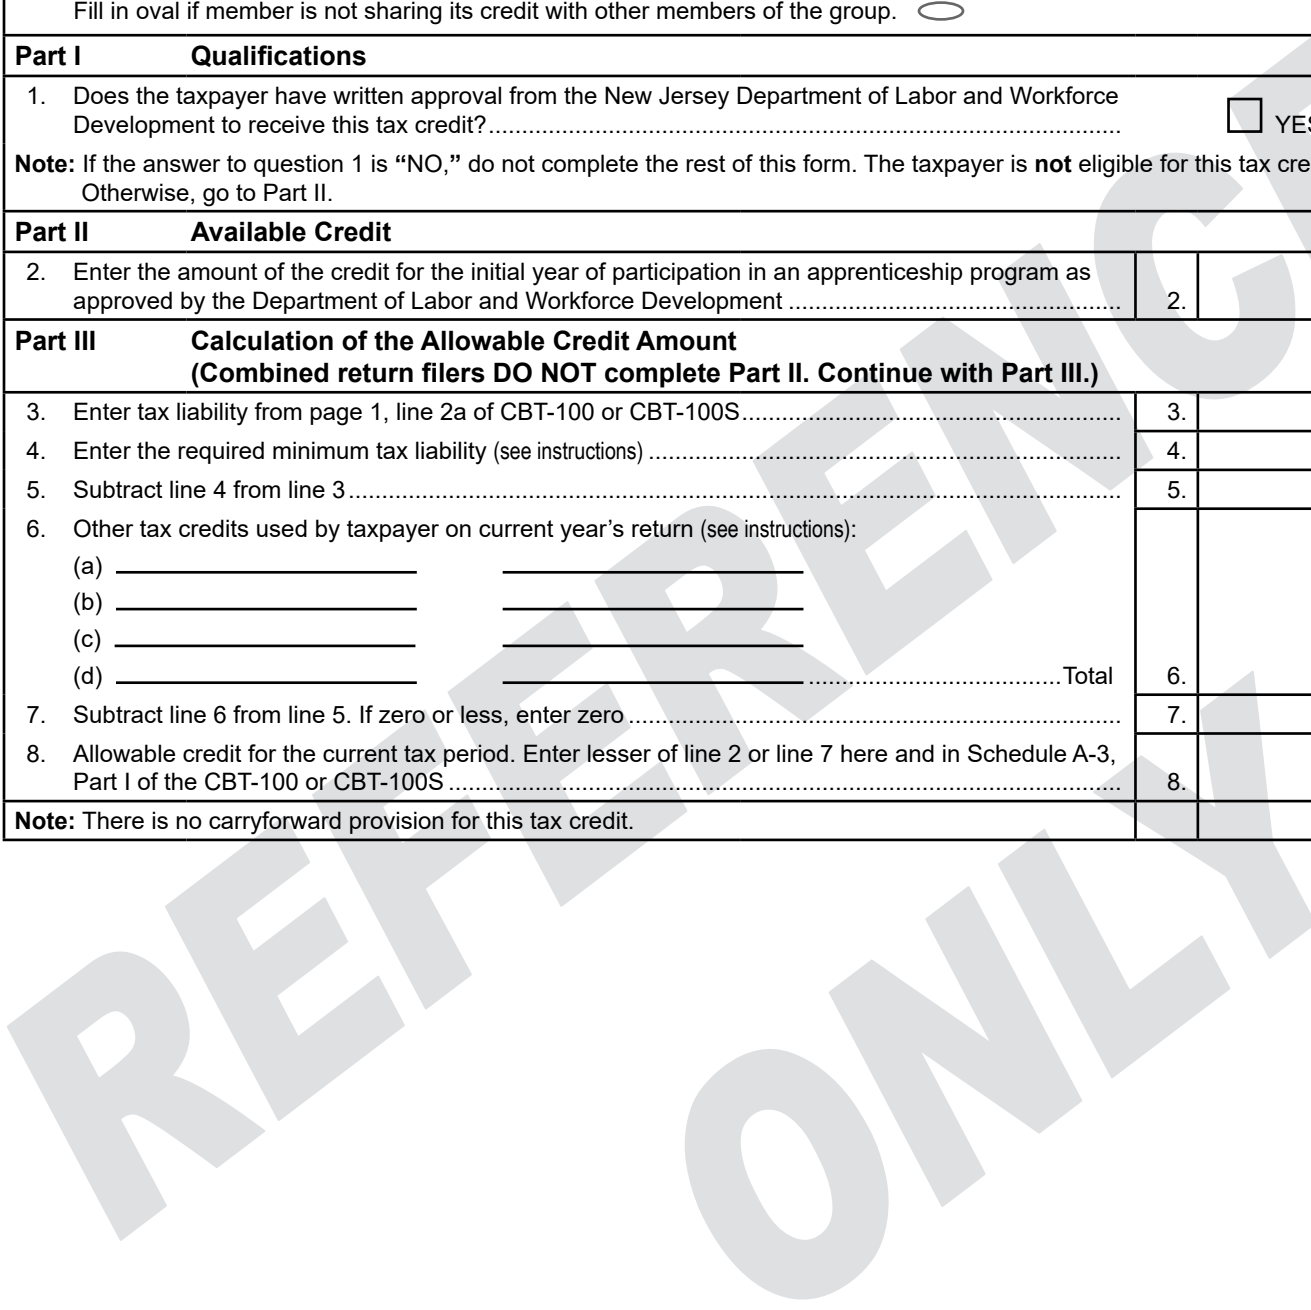 Fill in oval if member is not sharing its credit with other members of the group.
Part I Qualifications
1. Does the taxpayer have written approval from the New Jersey Department of Labor and Workforce
Development to receive this tax credit?.......... YES
Note: If the answer to question 1 is “NO,” do not complete the rest of this form. The taxpayer is not eligible for this tax cre
Otherwise, go to Part II.
Part II Available Credit
2. Enter the amount of the credit for the initial year of participation in an apprenticeship program as
approved by the Department of Labor and Workforce Development .......... 2.
Part III Calculation of the Allowable Credit Amount
(Combined return filers DO NOT complete Part II. Continue with Part III.)
3. Enter tax liability from page 1, line 2a of CBT-100 or CBT-100S.......... 3.
4. Enter the required minimum tax liability (see instructions) .......... 4.
5. Subtract line 4 from line 3.......... 5.
6. Other tax credits used by taxpayer on current year’s return (see instructions):
(a)
(b)
(c)
(d) ..........Total 6.
7. Subtract line 6 from line 5. If zero or less, enter zero.......... 7.
8. Allowable credit for the current tax period. Enter lesser of line 2 or line 7 here and in Schedule A-3,
Part I of the CBT-100 or CBT-100S .......... 8.
Note: There is no carryforward provision for this tax credit.
REFERENCE
ONLY